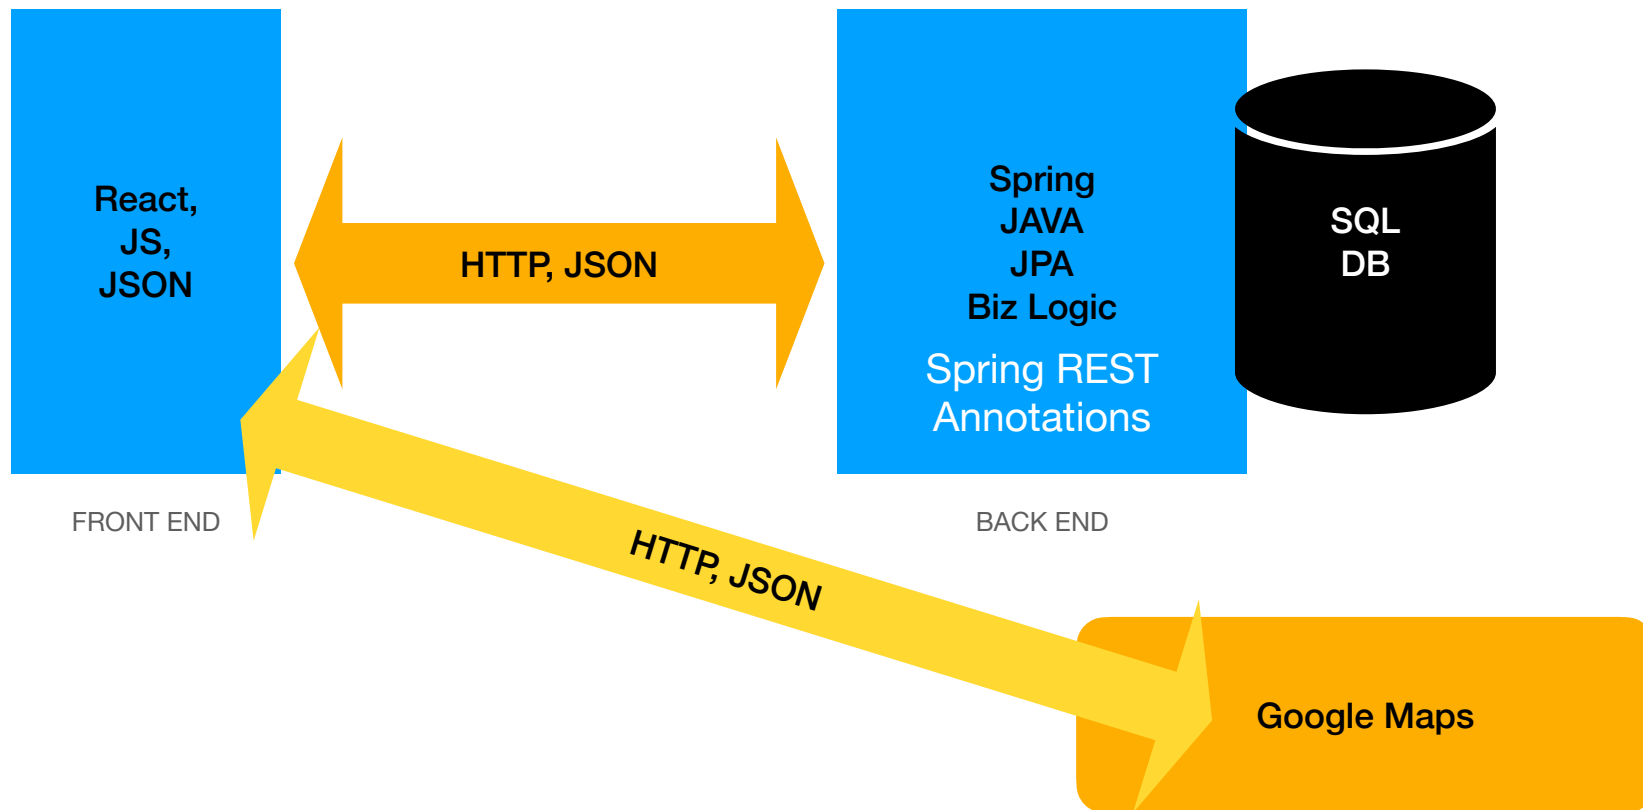 React,
JS,
JSON
HTTP, JSON
Spring
JAVA
JPA
Biz Logic
Spring REST
Annotations
SQL
DB
FRONT END
BACK END
HTTP, JSON
Google Maps